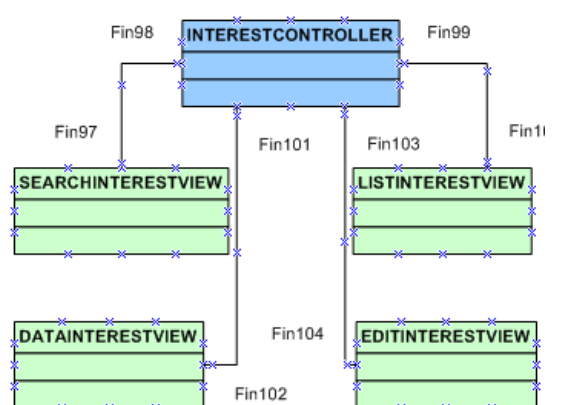 Fin98
INTERESTCONTROLLER
Fin99
Fin97
Fin101
Fin103
SEARCHINTERESTVIEW
LISTINTERESTVIEW
DATAINTERESTVIEW
Fin104
EDITINTERESTVIEW
Fin102